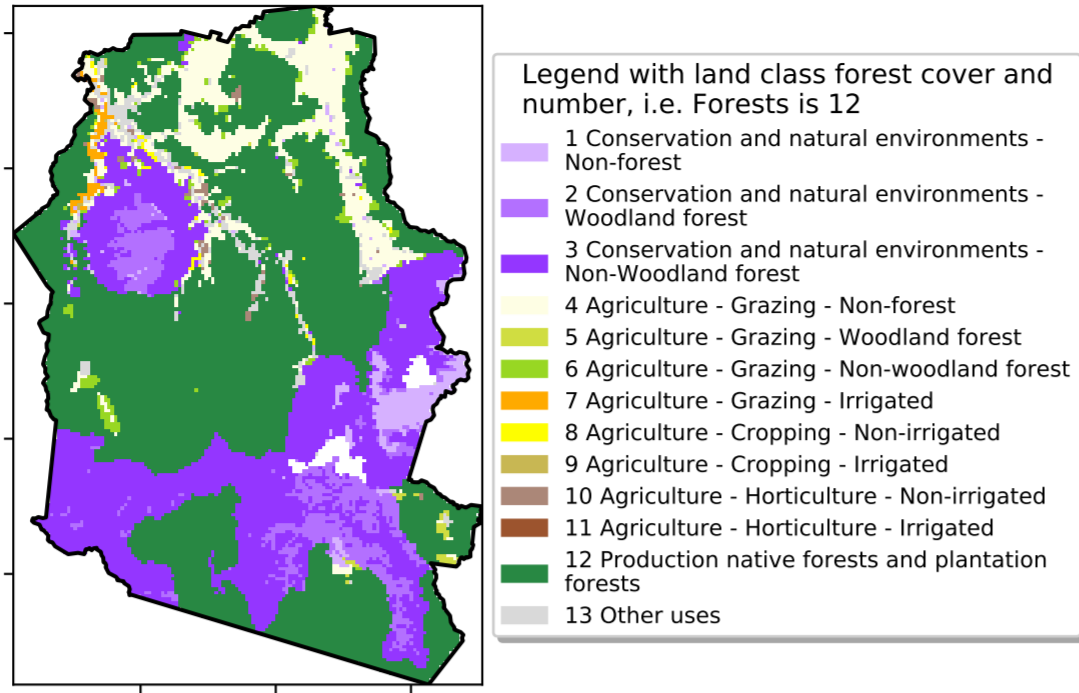 Legend with land class forest cover and
number, i.e. Forests is 12
1 Conservation and natural environments -
Non-forest
2 Conservation and natural environments -
Woodland forest
3 Conservation and natural environments -
Non-Woodland forest
4 Agriculture - Grazing - Non-forest
5 Agriculture - Grazing - Woodland forest
6 Agriculture - Grazing - Non-woodland forest
7 Agriculture - Grazing - Irrigated
8 Agriculture - Cropping - Non-irrigated
9 Agriculture - Cropping - Irrigated
10 Agriculture - Horticulture - Non-irrigated
11 Agriculture - Horticulture - Irrigated
12 Production native forests and plantation
forests
13 Other uses